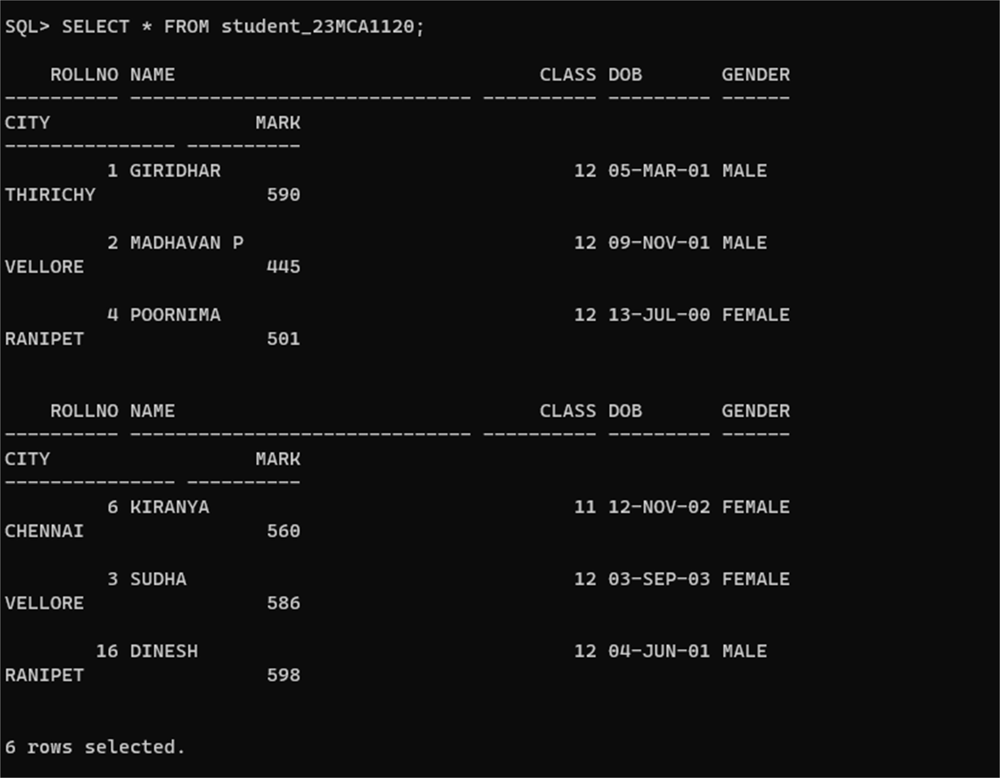 SQL> SELECT * FROM student_23MCA1120;
    ROLLNO NAME                                CLASS DOB       GENDER
---------- ------------------------------ ---------- --------- ------
CITY                  MARK
--------------- ----------
         1 GIRIDHAR                               12 05-MAR-01 MALE
THIRICHY               590
         2 MADHAVAN P                             12 09-NOV-01 MALE
VELLORE                445
         4 POORNIMA                               12 13-JUL-00 FEMALE
RANIPET                501
    ROLLNO NAME                                CLASS DOB       GENDER
---------- ------------------------------ ---------- --------- ------
CITY                  MARK
--------------- ----------
         6 KIRANYA                                11 12-NOV-02 FEMALE
CHENNAI                560
         3 SUDHA                                  12 03-SEP-03 FEMALE
VELLORE                586
        16 DINESH                                 12 04-JUN-01 MALE
RANIPET                598
6 rows selected.